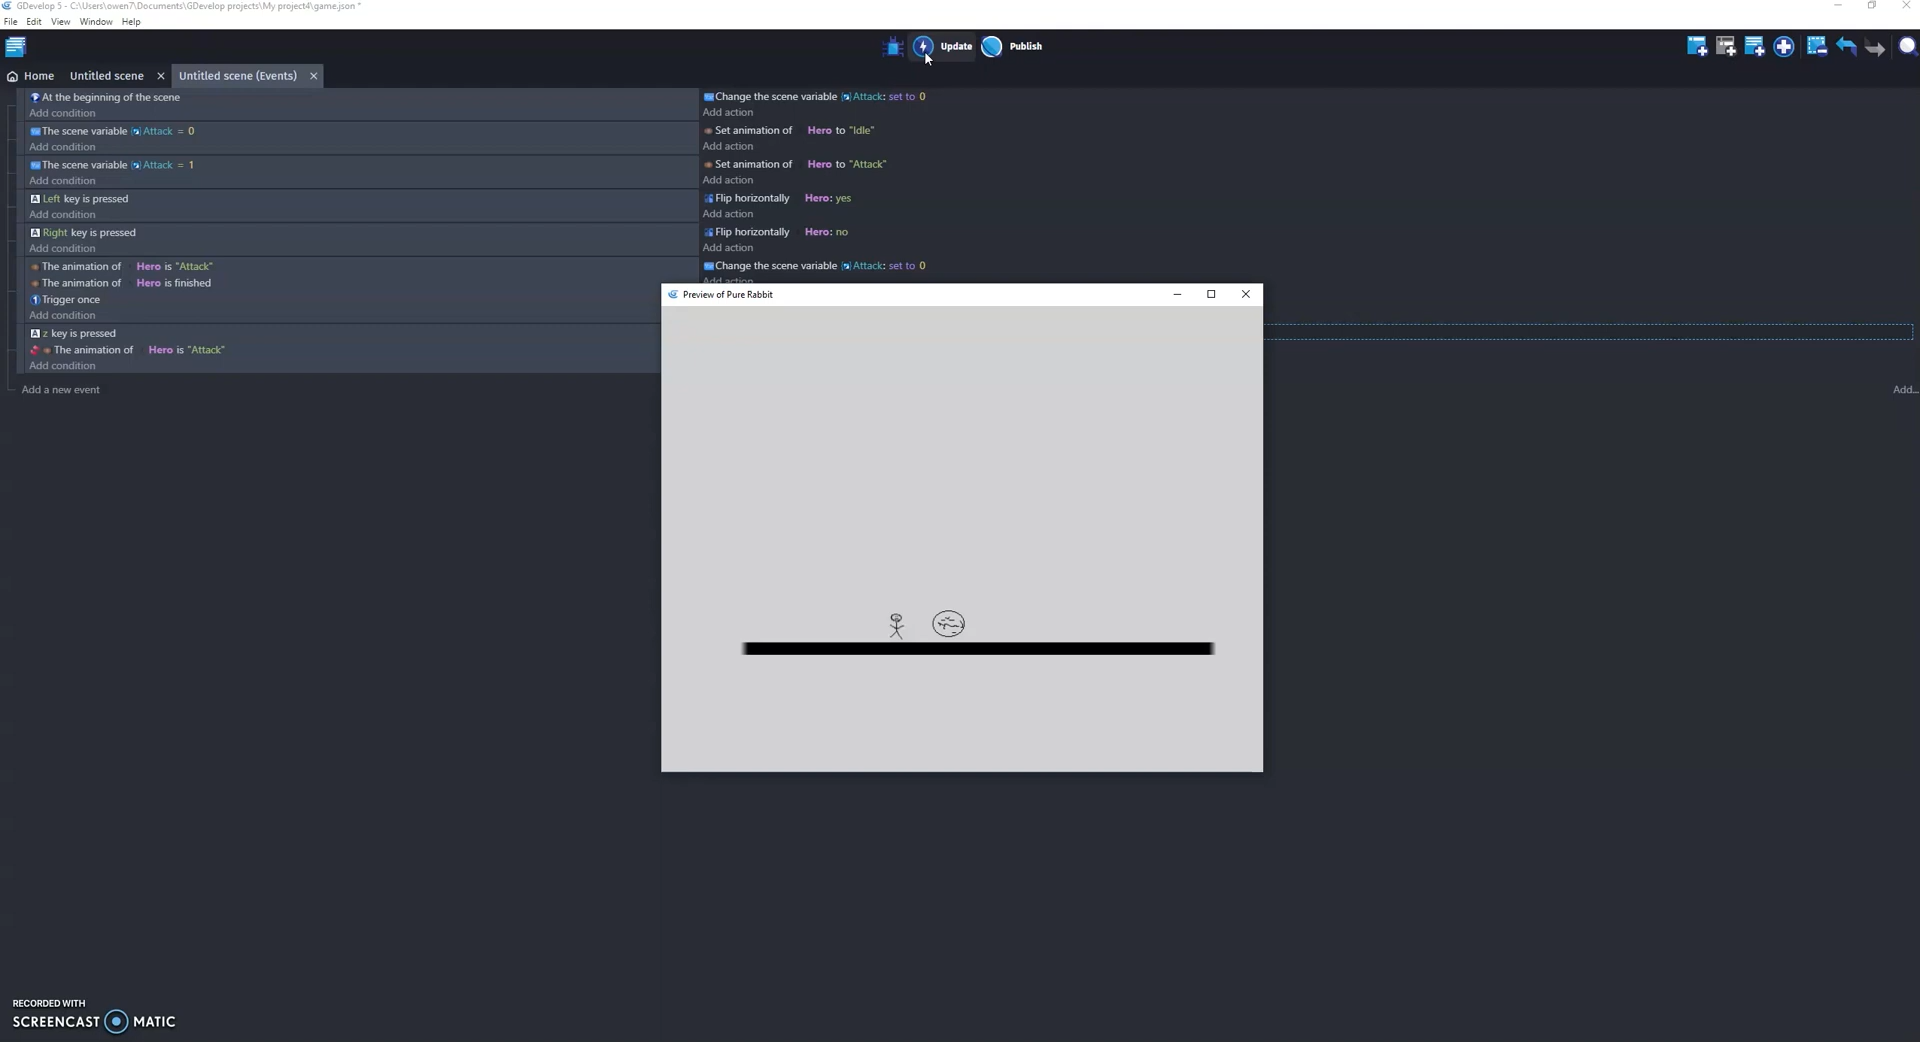 GDevelop 5 - C:\Users\owen7\Documents\GDevelop projects\My project4\game.json *
File Edit View Window Help
Update Publish
Home Untitled scene × Untitled scene (Events) ×
At the beginning of the scene
Add condition
Change the scene variable Attack: set to 0
Add action
The scene variable Attack = 0
Add condition
Set animation of Hero to "Idle"
Add action
The scene variable Attack = 1
Add condition
Set animation of Hero to "Attack"
Add action
Left key is pressed
Add condition
Flip horizontally Hero: yes
Add action
Right key is pressed
Add condition
Flip horizontally Hero: no
Add action
The animation of Hero is "Attack"
The animation of Hero is finished
Trigger once
Add condition
Change the scene variable Attack: set to 0
Add action
z key is pressed
The animation of Hero is "Attack"
Add condition
Add a new event
Add...
Preview of Pure Rabbit
RECORDED WITH
SCREENCAST MATIC